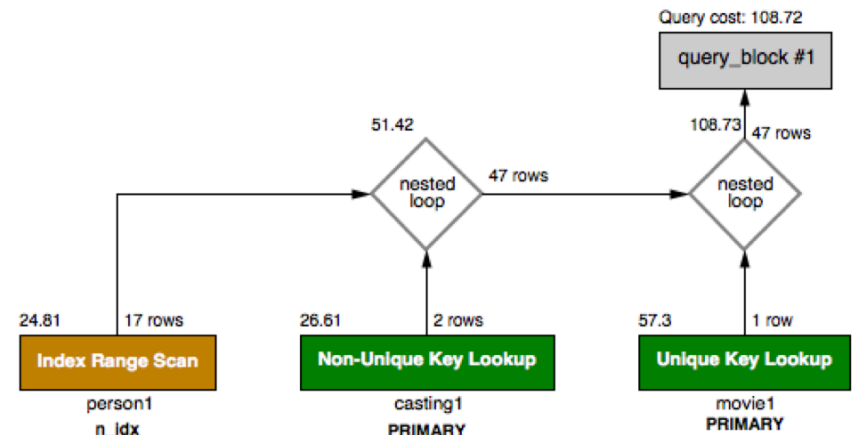 Query cost: 108.72
query_block #1
51.42
108.73
47 rows
nested
loop
47 rows
nested
loop
24.81
17 rows
26.61
2 rows
57.3
1 row
Index Range Scan
Non-Unique Key Lookup
Unique Key Lookup
person1
casting1
movie1
n_idx
PRIMARY
PRIMARY